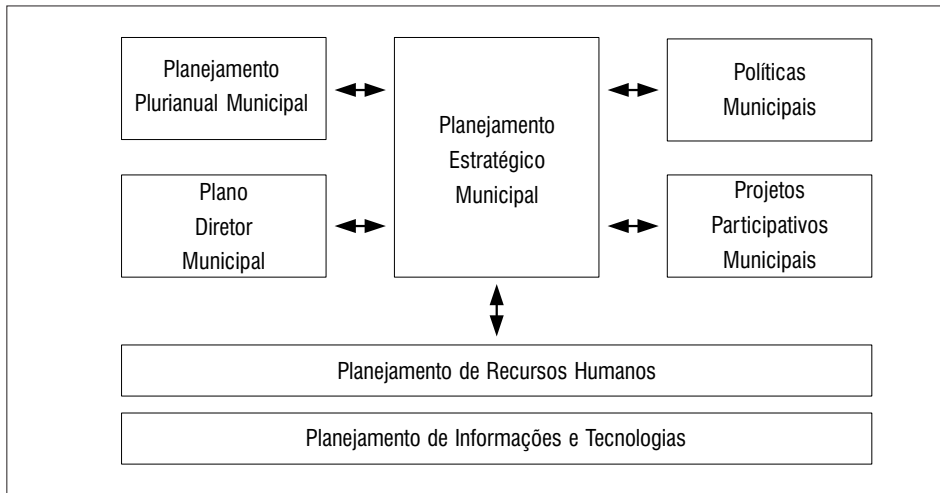 Planejamento
Plurianual Municipal
Planejamento
Estratégico
Municipal
Políticas
Municipais
Plano
Diretor
Municipal
Projetos
Participativos
Municipais
Planejamento de Recursos Humanos
Planejamento de Informações e Tecnologias